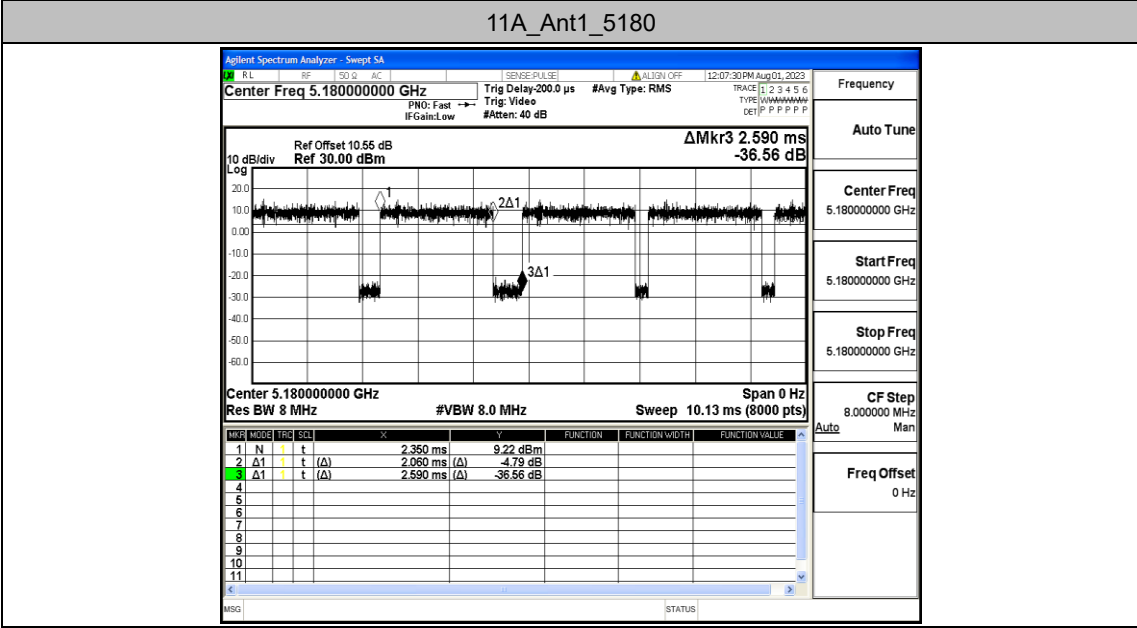 11A_Ant1_5180
Agilent Spectrum Analyzer - Swept SA
RL RF 50 Ω AC SENSE:PULSE ALIGN OFF 12:07:30 PM Aug 01, 2023
Center Freq 5.180000000 GHz
PNO: Fast
IFGain:Low
Trig Delay-200.0 µs
Trig: Video
#Atten: 40 dB
#Avg Type: RMS
TRACE 1 2 3 4 5 6
TYPE WWWWWW
DET P P P P P P
Ref Offset 10.55 dB
10 dB/div Ref 30.00 dBm
Log
ΔMkr3 2.590 ms
-36.56 dB
20.0
10.0
0.00
-10.0
-20.0
-30.0
-40.0
-50.0
-60.0
1
2Δ1
3Δ1
Center 5.180000000 GHz Span 0 Hz
Res BW 8 MHz #VBW 8.0 MHz Sweep 10.13 ms (8000 pts)
MKR MODE TRC SCL X Y FUNCTION FUNCTION WIDTH FUNCTION VALUE
1 N 1 t 2.350 ms 9.22 dBm
2 Δ1 1 t (Δ) 2.060 ms (Δ) -4.79 dB
3 Δ1 1 t (Δ) 2.590 ms (Δ) -36.56 dB
4
5
6
7
8
9
10
11
MSG STATUS
Frequency
Auto Tune
Center Freq
5.180000000 GHz
Start Freq
5.180000000 GHz
Stop Freq
5.180000000 GHz
CF Step
8.000000 MHz
Auto Man
Freq Offset
0 Hz